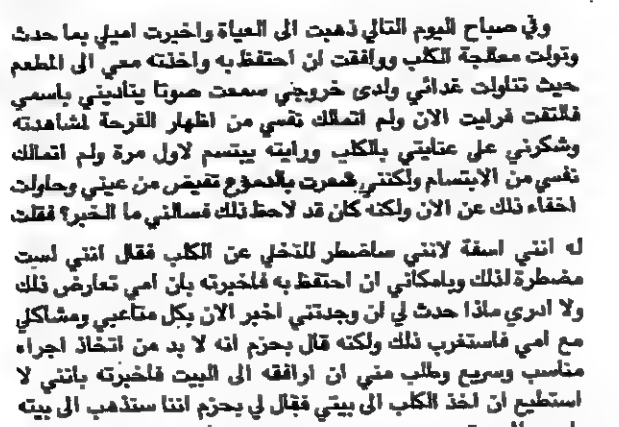 وفي صباح اليوم التالي ذهبت الى العياة واخبرت اميلي بما حدث
وتولت معالجة الكلب ووافقت ان احتفظ به واخذته معي الى المطعم
حيث تناولت غدائي ولدى خروجي سمعت صوتا يناديني باسمي
فالتفت فرايت الان ولم اتمالك نفسي من اظهار الفرحة لمشاهدته
وشكرني على عنايتي بالكلب ورايته يبتسم لاول مرة ولم اتمالك
نفسي من الابتسام ولكنني شعرت بالدموع تفيض من عيني وحاولت
اخفاء ذلك عن الان ولكنه كان قد لاحظ ذلك فسالني ما الخبر؟ فقلت
له انني اسفة لانني ساضطر للتخلي عن الكلب فقال انني لست
مضطرة لذلك وبامكاني ان احتفظ به فاخبرته بان امي تعارض ذلك
ولا ادري ماذا حدث لي ان وجدتني اخبر الان بكل متاعبي ومشاكلي
مع امي فاستغرب ذلك ولكنه قال بحزم انه لا بد من اتخاذ اجراء
مناسب وسريع وطلب مني ان ارافقه الى البيت فاخبرته بانني لا
استطيع ان اخذ الكلب الى بيتي فقال لي بحزم اننا ستذهب الى بيته